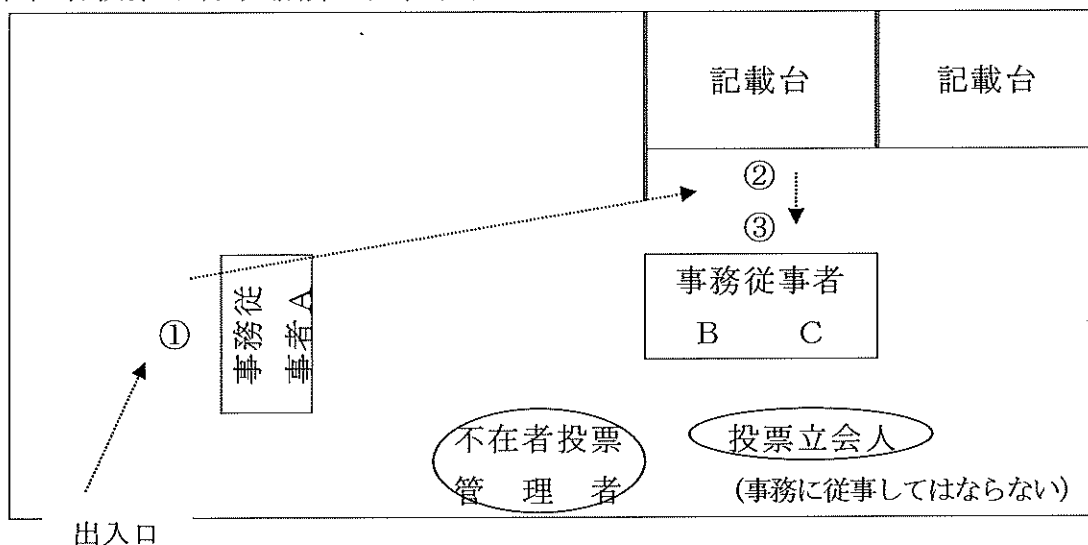 記載台
記載台
②
③
①
事務従
事者A
事務従事者
B C
不在者投票
管理者
投票立会人
(事務に従事してはならない)
出入口